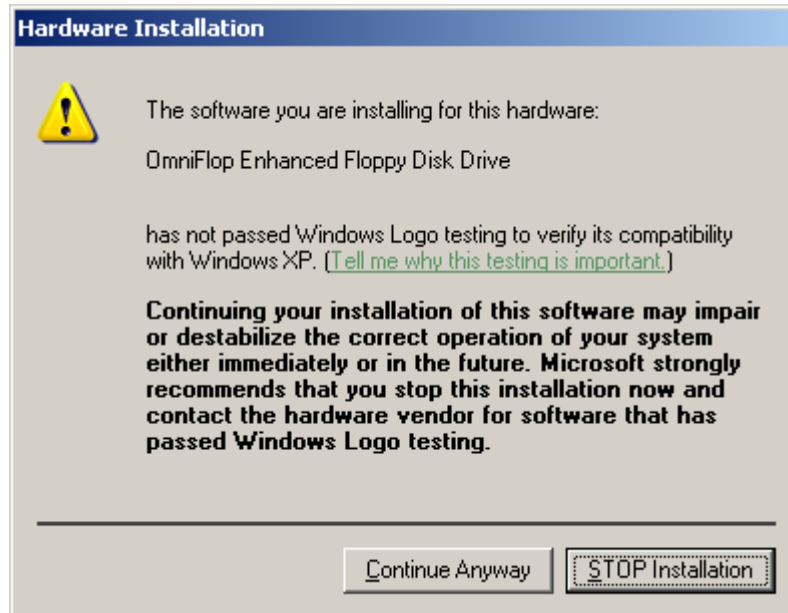 Hardware Installation
The software you are installing for this hardware:
OmniFlop Enhanced Floppy Disk Drive
has not passed Windows Logo testing to verify its compatibility
with Windows XP. (Tell me why this testing is important.)
Continuing your installation of this software may impair
or destabilize the correct operation of your system
either immediately or in the future. Microsoft strongly
recommends that you stop this installation now and
contact the hardware vendor for software that has
passed Windows Logo testing.
Continue Anyway
STOP Installation